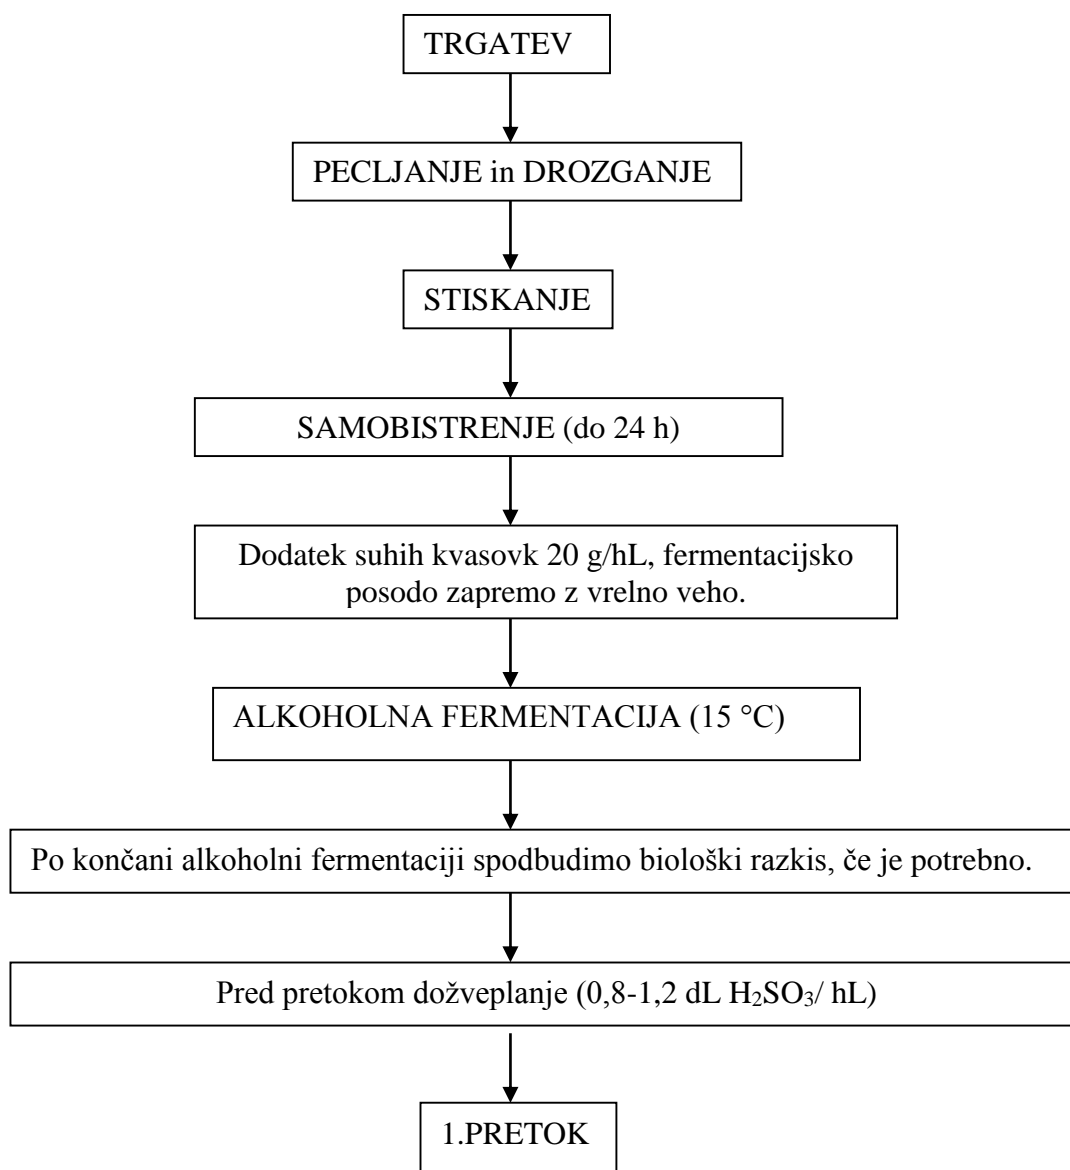 TRGATEV
PECLJANJE in DROZGANJE
STISKANJE
SAMOBISTRENJE (do 24 h)
Dodatek suhih kvasovk 20 g/hL, fermentacijsko
posodo zapremo z vrelno veho.
ALKOHOLNA FERMENTACIJA (15 °C)
Po končani alkoholni fermentaciji spodbudimo biološki razkis, če je potrebno.
Pred pretokom dožveplanje (0,8-1,2 dL H₂SO₃/ hL)
1.PRETOK